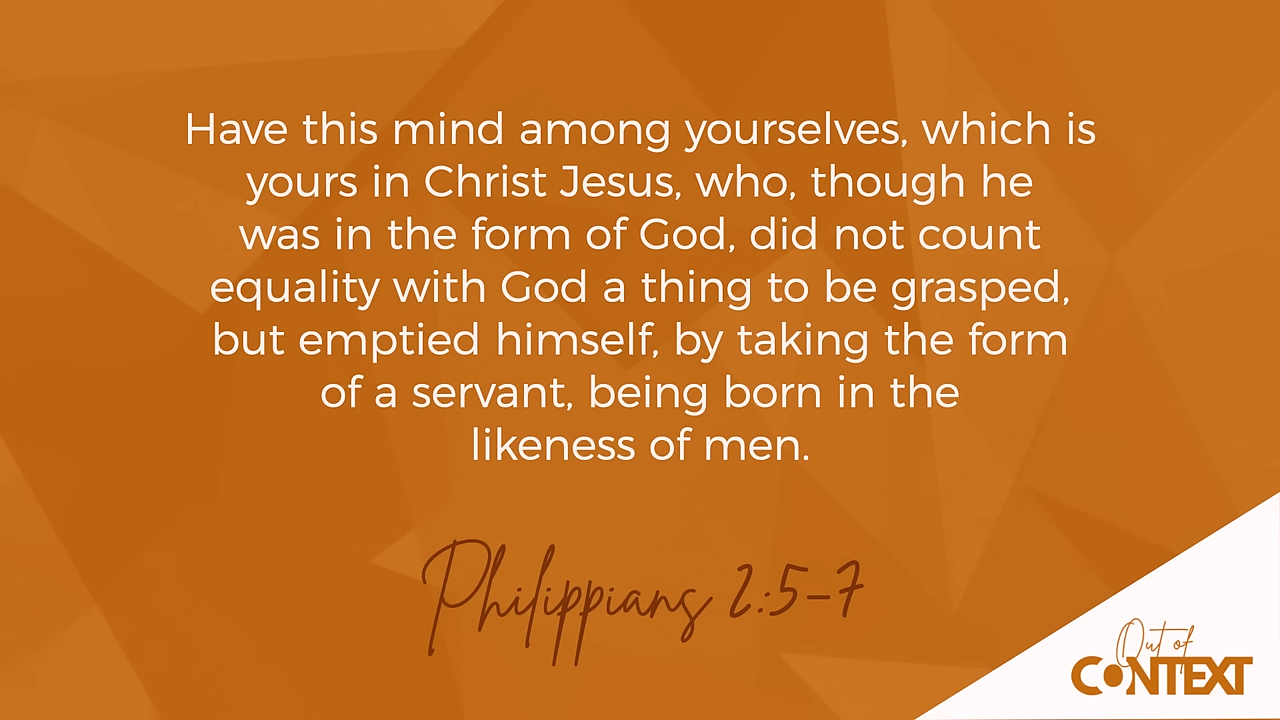 Have this mind among yourselves, which is
yours in Christ Jesus, who, though he
was in the form of God, did not count
equality with God a thing to be grasped,
but emptied himself, by taking the form
of a servant, being born in the
likeness of men.
Philippians 2:5–7
Out of
CONTEXT